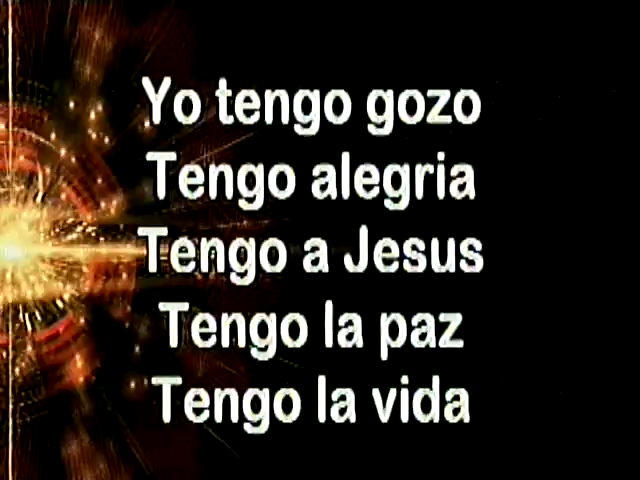 Yo tengo gozo
Tengo alegria
Tengo a Jesus
Tengo la paz
Tengo la vida